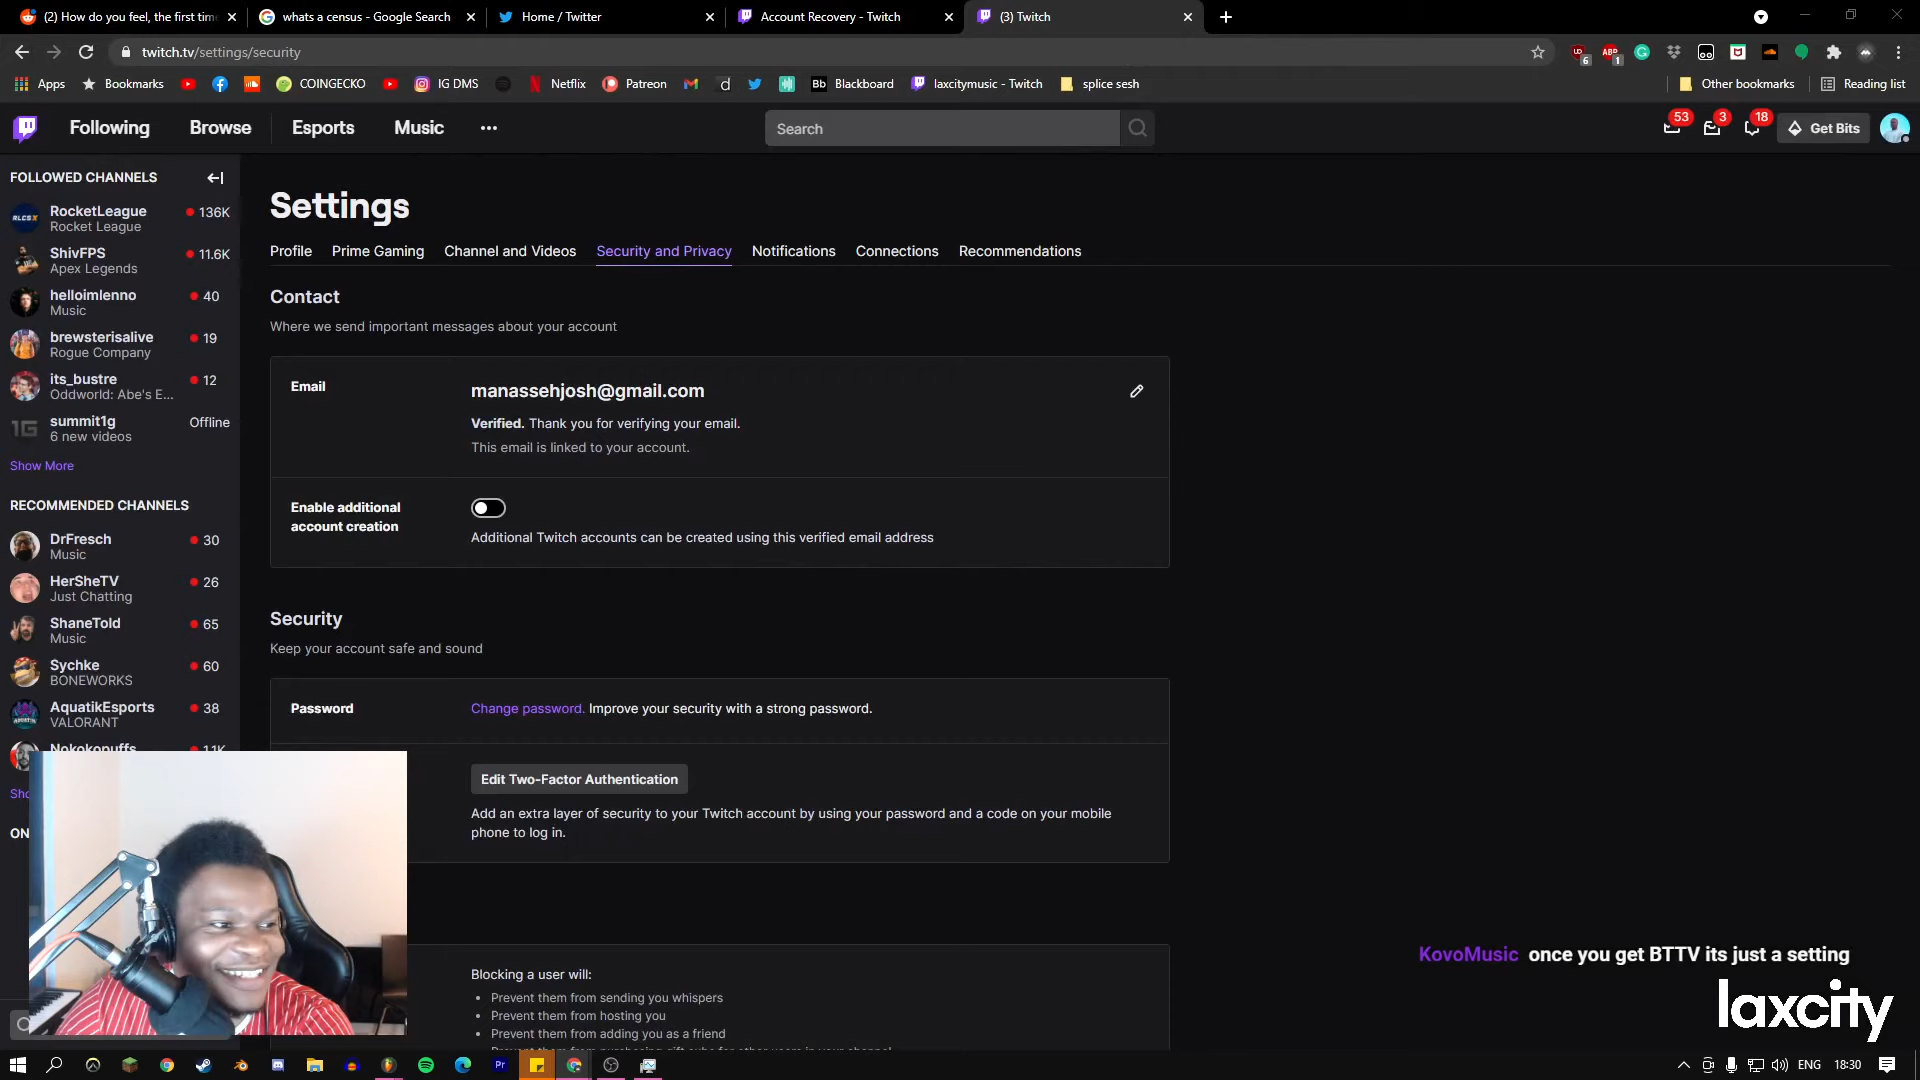 (2) How do you feel, the first time
whats a census - Google Search
Home / Twitter
Account Recovery - Twitch
(3) Twitch
twitch.tv/settings/security
6
1
Apps
Bookmarks
COINGECKO
IG DMS
Netflix
Patreon
Blackboard
laxcitymusic - Twitch
splice sesh
Other bookmarks
Reading list
Following
Browse
Esports
Music
Search
53
3
18
Get Bits
FOLLOWED CHANNELS
RocketLeague
136K
Rocket League
ShivFPS
11.6K
Apex Legends
helloimlenno
40
Music
brewsterisalive
19
Rogue Company
its_bustre
12
Oddworld: Abe's E...
summit1g
Offline
6 new videos
Show More
RECOMMENDED CHANNELS
DrFresch
30
Music
HerSheTV
26
Just Chatting
ShaneTold
65
Music
Sychke
60
BONEWORKS
AquatikEsports
38
VALORANT
Nokokopuffs
1.1K
Sho
ON
Settings
Profile
Prime Gaming
Channel and Videos
Security and Privacy
Notifications
Connections
Recommendations
Contact
Where we send important messages about your account
Email
manassehjosh@gmail.com
Verified. Thank you for verifying your email.
This email is linked to your account.
Enable additional
account creation
Additional Twitch accounts can be created using this verified email address
Security
Keep your account safe and sound
Password
Change password. Improve your security with a strong password.
Edit Two-Factor Authentication
Add an extra layer of security to your Twitch account by using your password and a code on your mobile
phone to log in.
Blocking a user will:
Prevent them from sending you whispers
Prevent them from hosting you
Prevent them from adding you as a friend
KovoMusic once you get BTTV its just a setting
laxcity
ENG
18:30